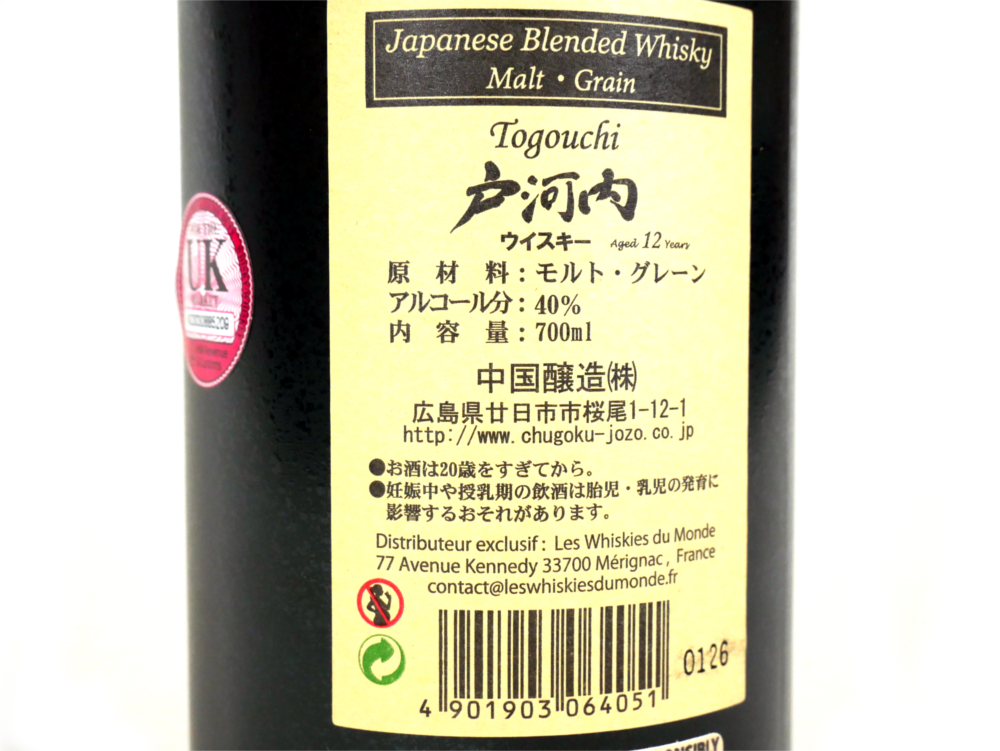 Japanese Blended Whisky
Malt・Grain
Togouchi
戸河内
ウイスキー Aged 12 Years
原材料：モルト・グレーン
アルコール分：40%
内容量：700ml
中国醸造㈱
広島県廿日市市桜尾1-12-1
http://www.chugoku-jozo.co.jp
●お酒は20歳をすぎてから。
●妊娠中や授乳期の飲酒は胎児・乳児の発育に
影響するおそれがあります。
Distributeur exclusif : Les Whiskies du Monde
77 Avenue Kennedy 33700 Mérignac, France
contact@leswhiskiesdumonde.fr
0126
4 901903 064051
UK